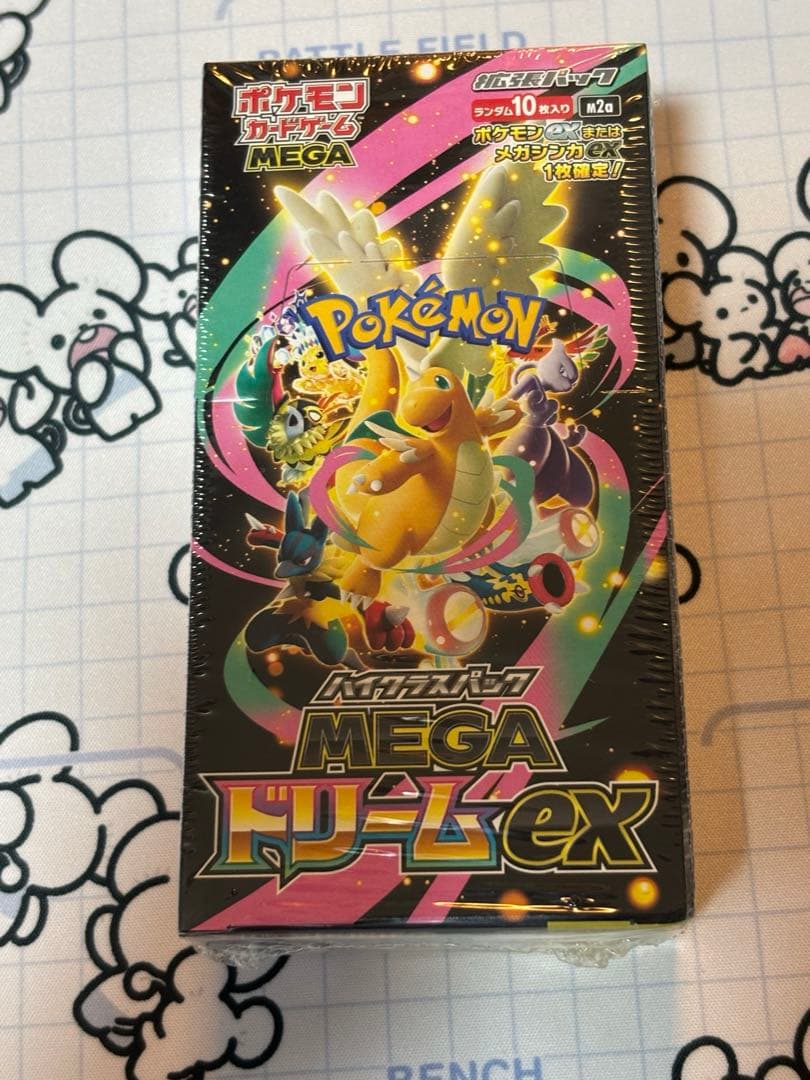 BATTLE FIELD
ポケモン
カードゲーム
MEGA
拡張パック
ランダム10枚入り
m2a
ポケモンexまたは
メガシンカex
1枚確定!
POKéMON
ハイクラスパック
MEGA
ドリームex
BENCH